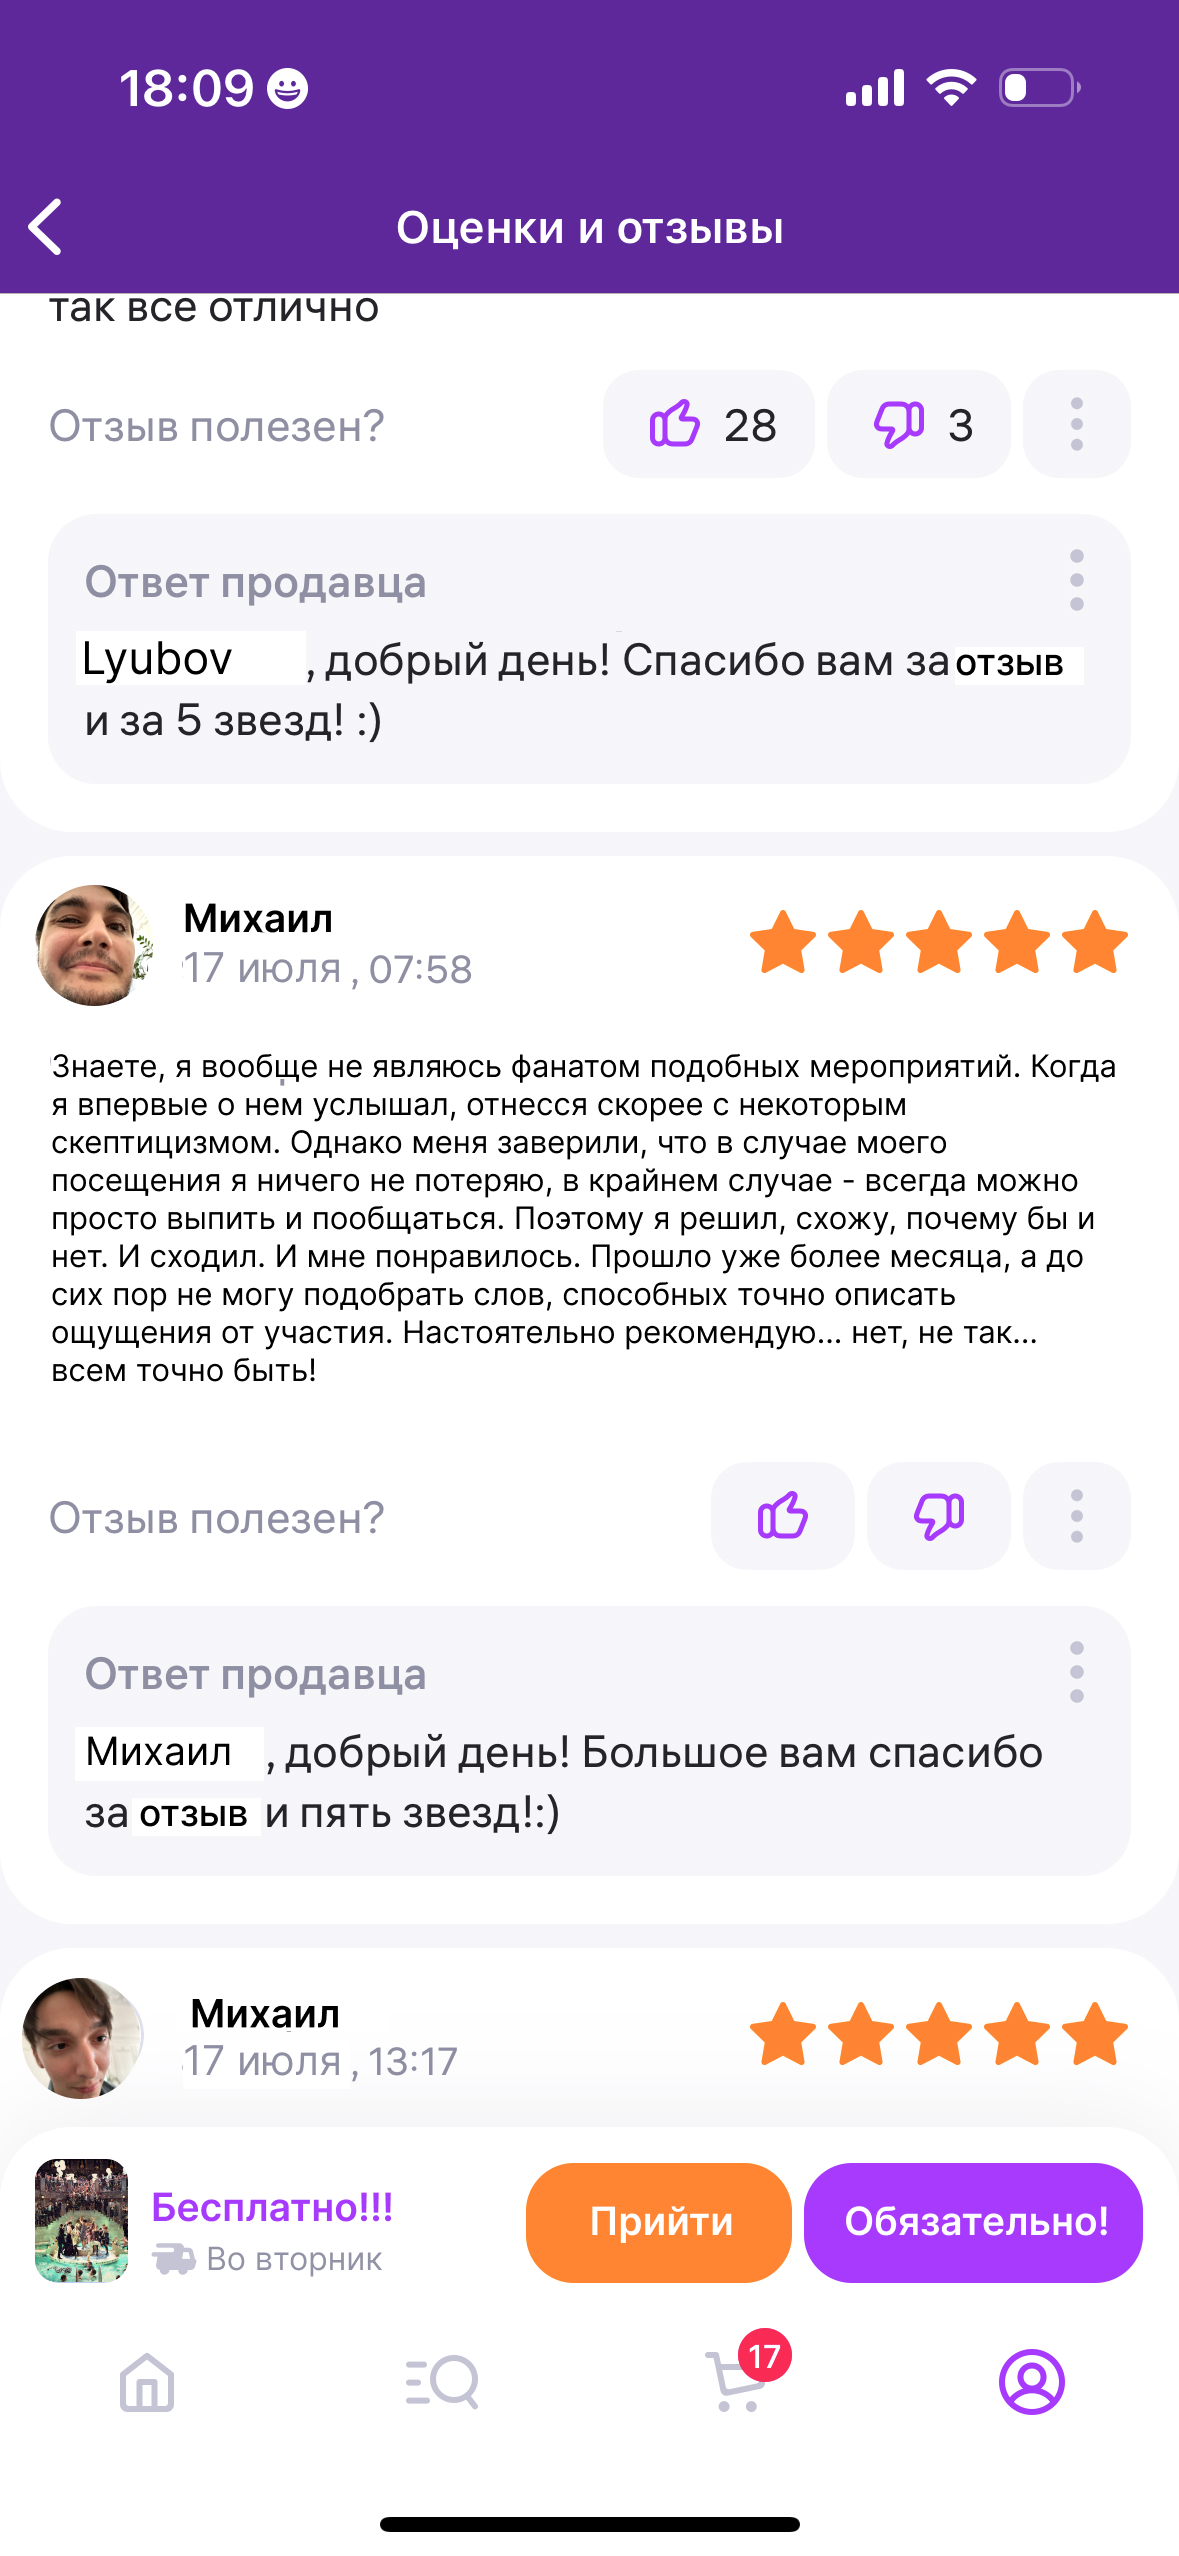 18:09
Оценки и отзывы
так все отлично
Отзыв полезен? 28 3
Ответ продавца
Lyubov , добрый день! Спасибо вам за отзыв
и за 5 звезд! :)
Михаил
17 июля , 07:58
Знаете, я вообще не являюсь фанатом подобных мероприятий. Когда
я впервые о нем услышал, отнесся скорее с некоторым
скептицизмом. Однако меня заверили, что в случае моего
посещения я ничего не потеряю, в крайнем случае - всегда можно
просто выпить и пообщаться. Поэтому я решил, схожу, почему бы и
нет. И сходил. И мне понравилось. Прошло уже более месяца, а до
сих пор не могу подобрать слов, способных точно описать
ощущения от участия. Настоятельно рекомендую... нет, не так...
всем точно быть!
Отзыв полезен?
Ответ продавца
Михаил , добрый день! Большое вам спасибо
за отзыв и пять звезд!:)
Михаил
17 июля , 13:17
Бесплатно!!!
Во вторник
Прийти
Обязательно!
17